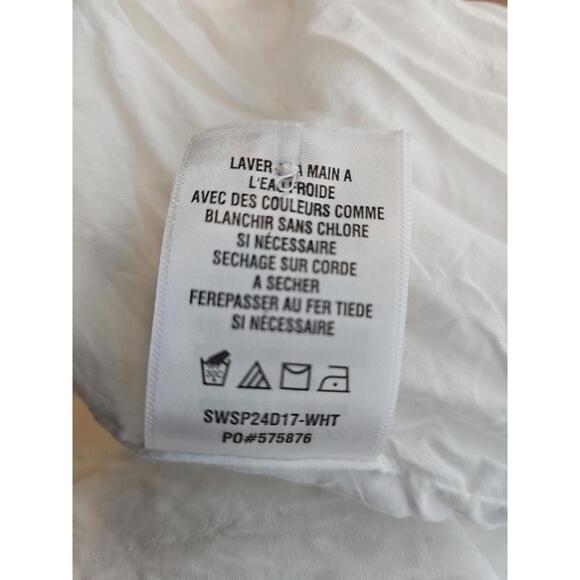 LAVER A MAIN A
L'EAU FROIDE
AVEC DES COULEURS COMME
BLANCHIR SANS CHLORE
SI NÉCESSAIRE
SECHAGE SUR CORDE
A SECHER
FEREPASSER AU FER TIEDE
SI NÉCESSAIRE
SWSP24D17-WHT
PO#575876